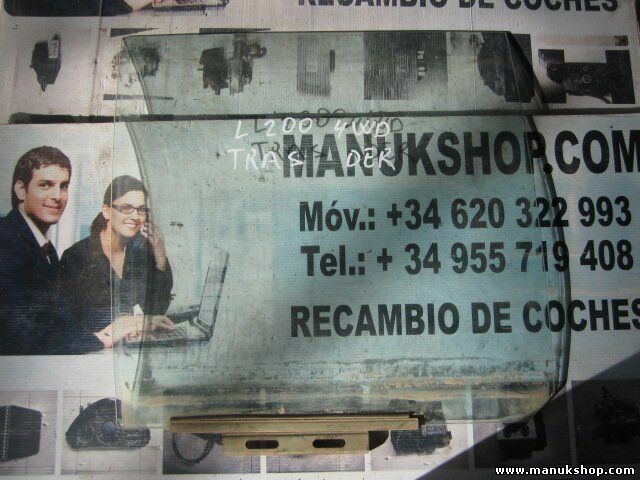 RECAMBIO DE COCHES
L 200 4WD
TRAS DER
MANUKSHOP.COM
Móv.: +34 620 322 993
Tel.: + 34 955 719 408
RECAMBIO DE COCHES
www.manukshop.com